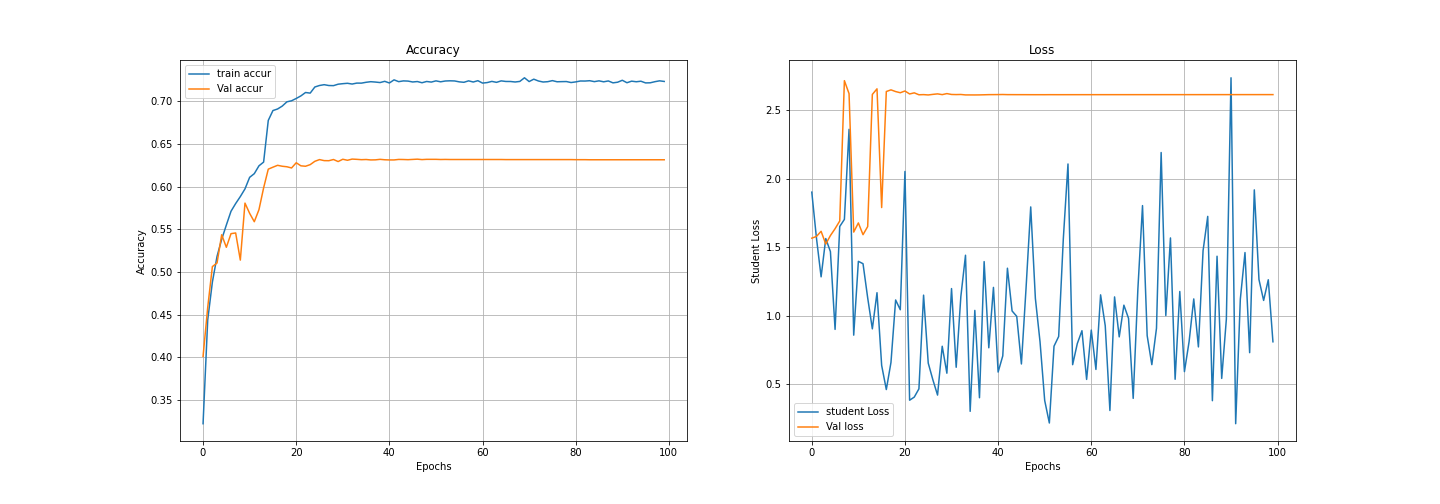 Accuracy
train accur
Val accur
0.70
0.65
0.60
0.55
0.50
0.45
0.40
0.35
Accuracy
0 20 40 60 80 100
Epochs
Loss
2.5
2.0
1.5
1.0
0.5
Student Loss
student Loss
Val loss
0 20 40 60 80 100
Epochs